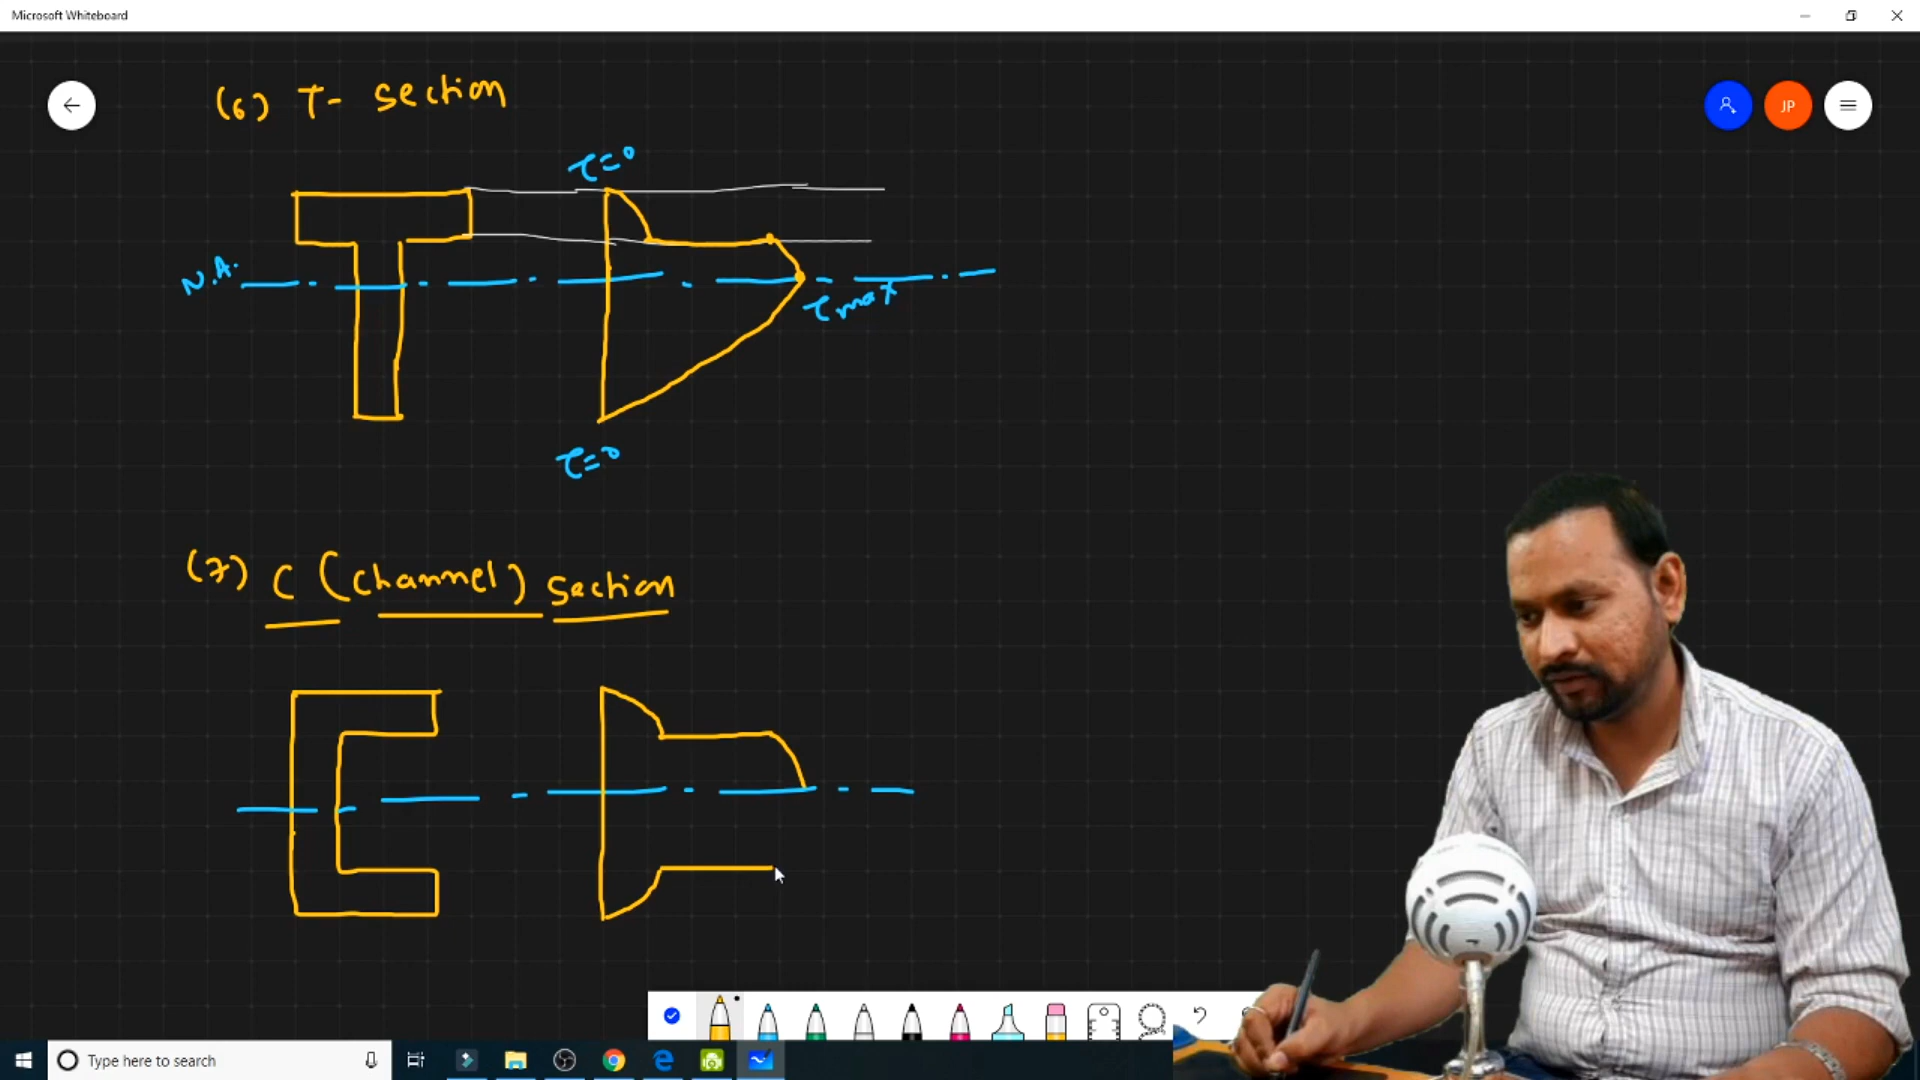 Microsoft Whiteboard
(6) T- section
τ=0
N.A.
τmax
τ=0
(7) C (channel) section
JP
Type here to search